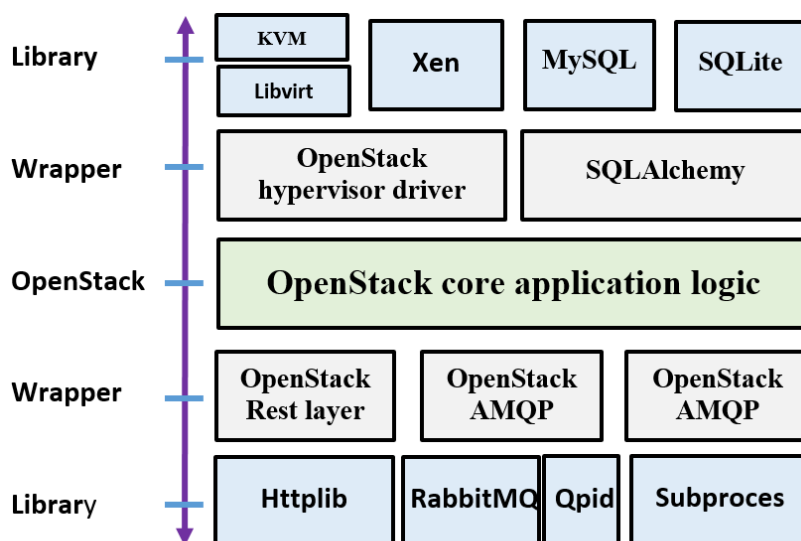 Library
KVM
Libvirt
Xen
MySQL
SQLite
Wrapper
OpenStack
hypervisor driver
SQLAlchemy
OpenStack
OpenStack core application logic
Wrapper
OpenStack
Rest layer
OpenStack
AMQP
OpenStack
AMQP
Library
Httplib
RabbitMQ
Qpid
Subproces